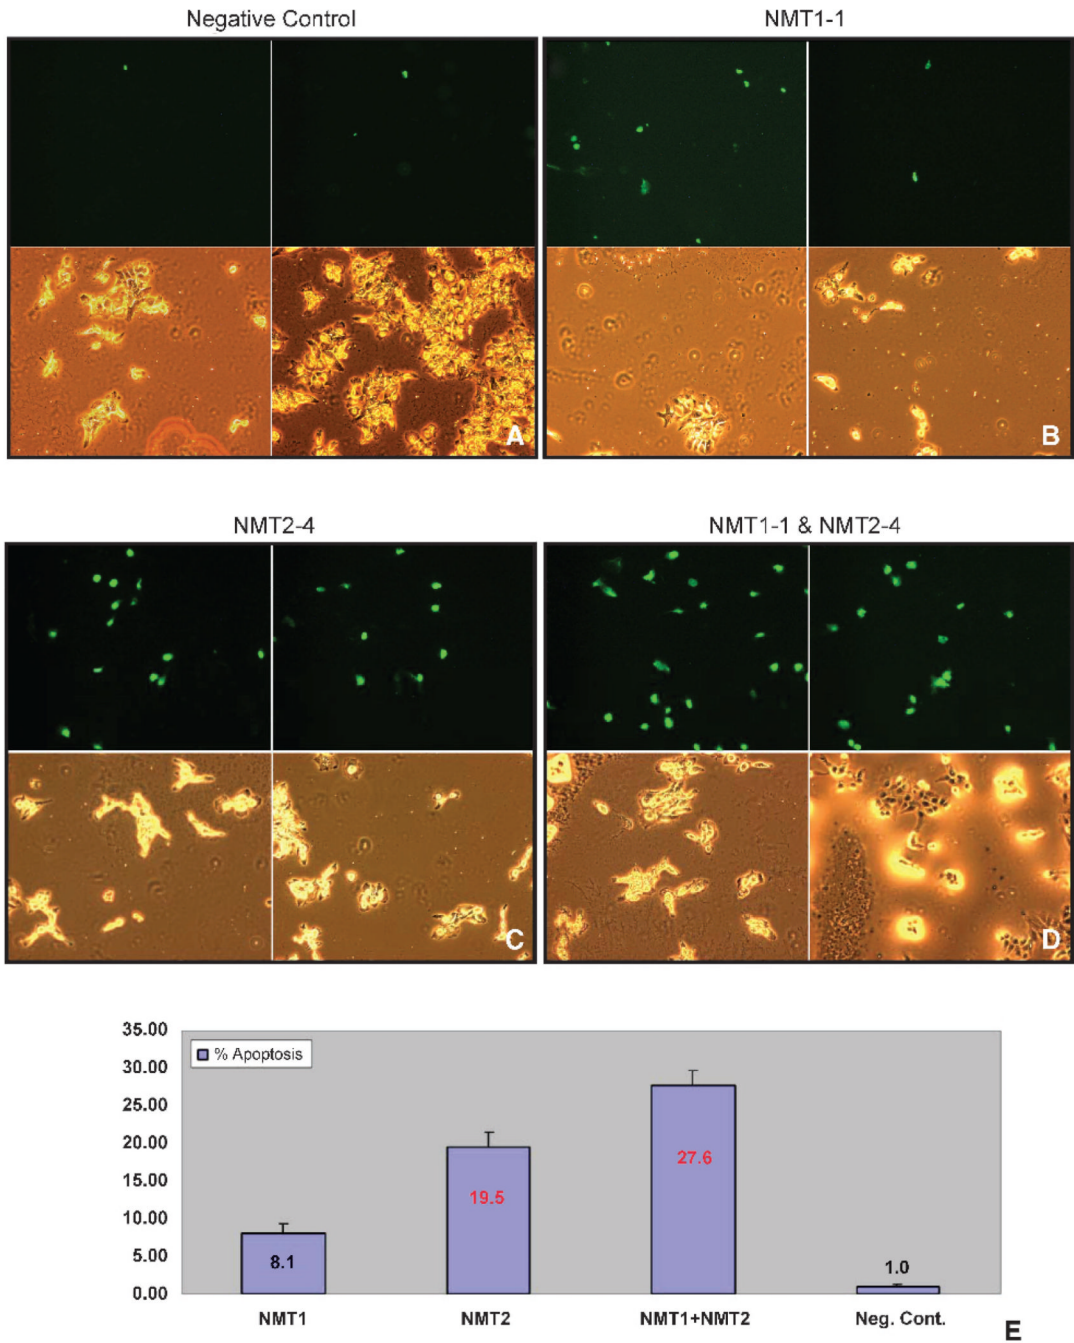 Negative Control
NMT1-1
A
B
NMT2-4
NMT1-1 & NMT2-4
C
D
35.00
30.00
25.00
20.00
15.00
10.00
5.00
0.00
% Apoptosis
8.1
19.5
27.6
1.0
NMT1
NMT2
NMT1+NMT2
Neg. Cont.
E